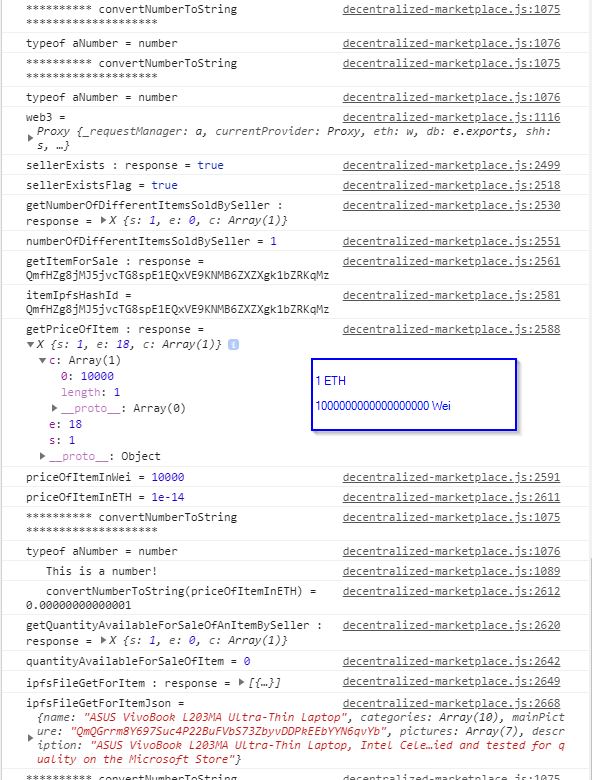 ********** convertNumberToString decentralized-marketplace.js:1075
********************
typeof aNumber = number decentralized-marketplace.js:1076
********** convertNumberToString decentralized-marketplace.js:1075
********************
typeof aNumber = number decentralized-marketplace.js:1076
web3 = decentralized-marketplace.js:1116
Proxy {_requestManager: a, currentProvider: Proxy, eth: w, db: e.exports, shh:
s, …}
sellerExists : response = true decentralized-marketplace.js:2499
sellerExistsFlag = true decentralized-marketplace.js:2518
getNumberOfDifferentItemsSoldBySeller : decentralized-marketplace.js:2530
response = X {s: 1, e: 0, c: Array(1)}
numberOfDifferentItemsSoldBySeller = 1 decentralized-marketplace.js:2551
getItemForSale : response = decentralized-marketplace.js:2561
QmfHZg8jMJ5jvcTG8spE1EQxVE9KNMB6ZXZXgk1bZRKqMz
itemIpfsHashId = decentralized-marketplace.js:2581
QmfHZg8jMJ5jvcTG8spE1EQxVE9KNMB6ZXZXgk1bZRKqMz
getPriceOfItem : response = decentralized-marketplace.js:2588
X {s: 1, e: 18, c: Array(1)}
c: Array(1)
0: 10000
length: 1
__proto__: Array(0)
e: 18
s: 1
__proto__: Object
1 ETH
1000000000000000000 Wei
priceOfItemInWei = 10000 decentralized-marketplace.js:2591
priceOfItemInETH = 1e-14 decentralized-marketplace.js:2611
********** convertNumberToString decentralized-marketplace.js:1075
********************
typeof aNumber = number decentralized-marketplace.js:1076
This is a number! decentralized-marketplace.js:1089
convertNumberToString(priceOfItemInETH) = decentralized-marketplace.js:2612
0.00000000000001
getQuantityAvailableForSaleOfAnItemBySeller : decentralized-marketplace.js:2620
response = X {s: 1, e: 0, c: Array(1)}
quantityAvailableForSaleOfItem = 0 decentralized-marketplace.js:2642
ipfsFileGetForItem : response = [{…}] decentralized-marketplace.js:2649
ipfsFileGetForItemJson = decentralized-marketplace.js:2668
{name: "ASUS VivoBook L203MA Ultra-Thin Laptop", categories: Array(10), mainPict
ure: "QmQGrrm8Y697Suc4P22BuFVbS73ZbyvDDPkEEbYYN6qvYb", pictures: Array(7), descr
iption: "ASUS VivoBook L203MA Ultra-Thin Laptop, Intel Cele…ied and tested for q
uality on the Microsoft Store"}
********** convertNumberToString decentralized-marketplace.js:1075